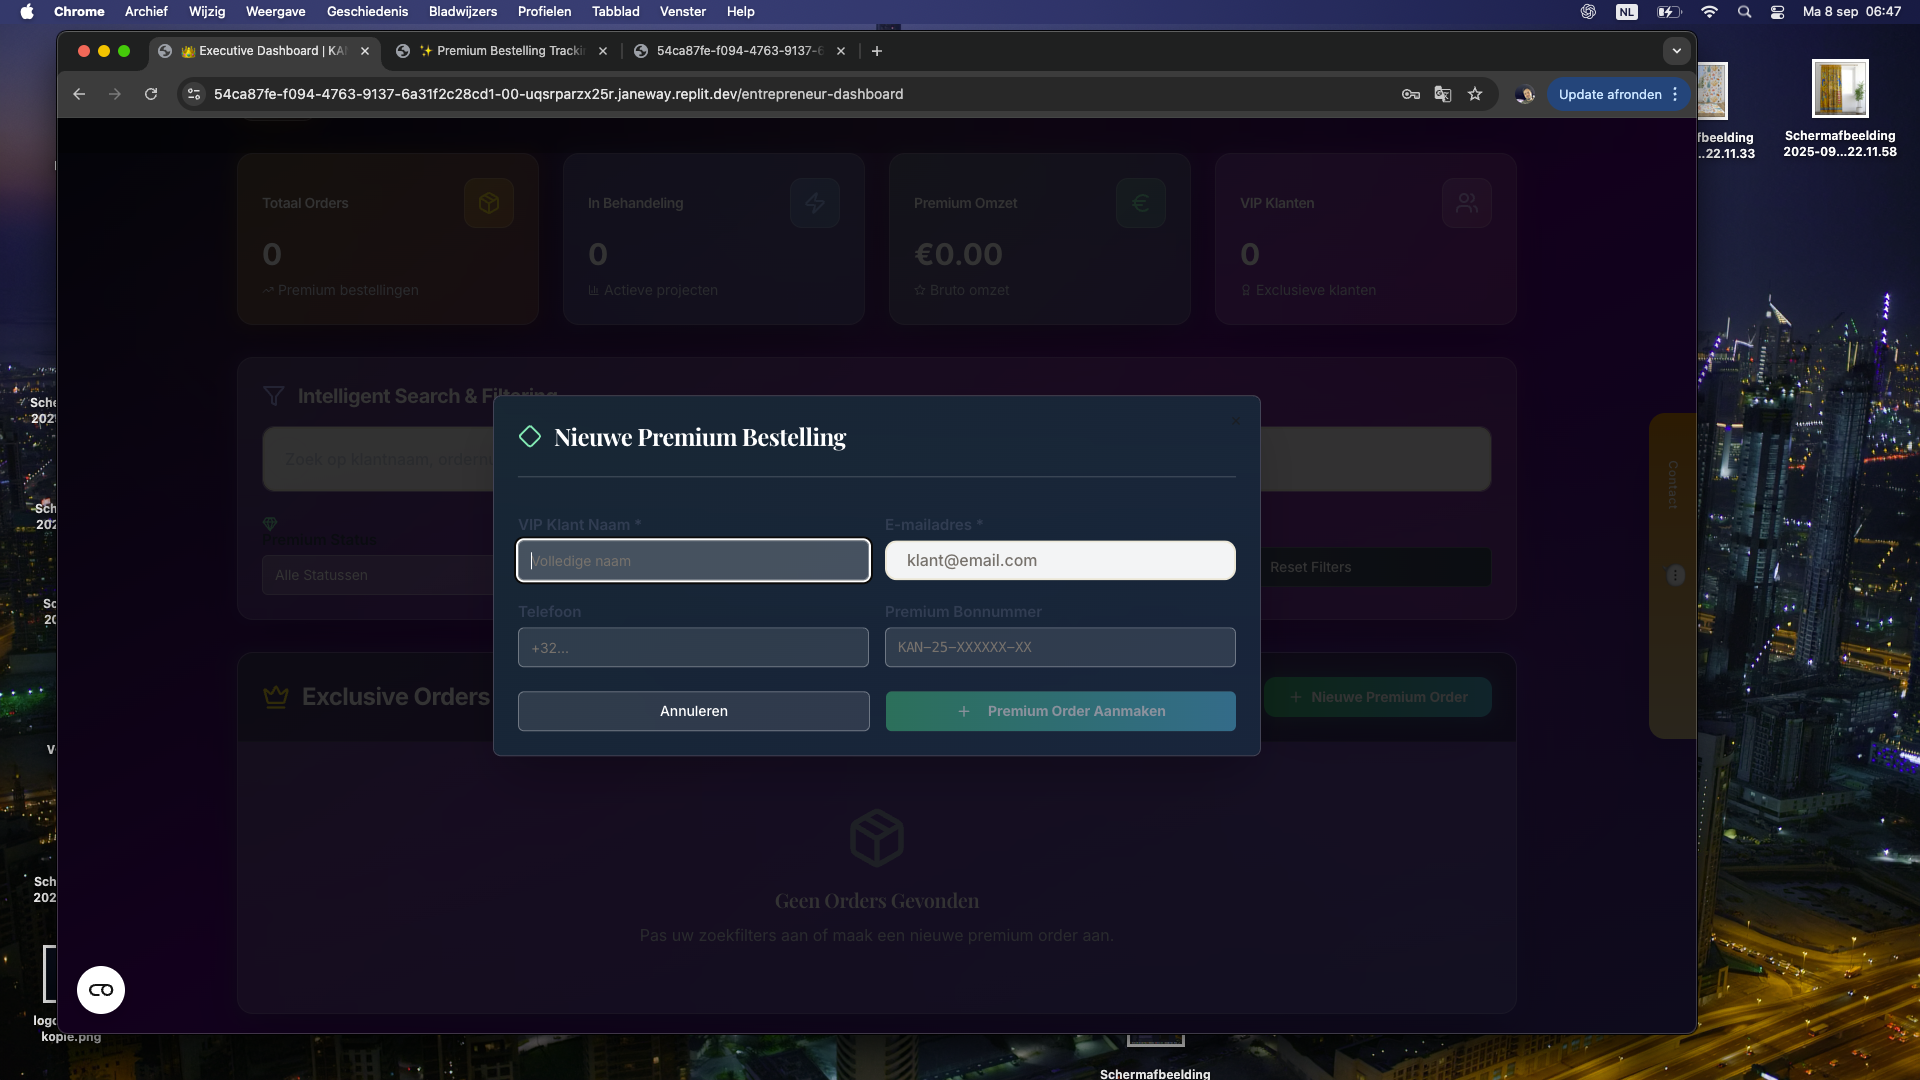 Chrome Archief Wijzig Weergave Geschiedenis Bladwijzers Profielen Tabblad Venster Help NL Ma 8 sep 06:47
Executive Dashboard | KAN
Premium Bestelling Trackin
54ca87fe-f094-4763-9137-6
54ca87fe-f094-4763-9137-6a31f2c28cd1-00-uqsrparzx25r.janeway.replit.dev/entrepreneur-dashboard
Update afronden
fbeelding
...22.11.33
Schermafbeelding
2025-09...22.11.58
Totaal Orders
0
Premium bestellingen
In Behandeling
0
Actieve projecten
Premium Omzet
€0.00
Bruto omzet
VIP Klanten
0
Exclusieve klanten
Intelligent Search & Filtering
Zoek op klantnaam, ordernu
Premium Status
Alle Statussen
Reset Filters
Nieuwe Premium Bestelling
VIP Klant Naam *
Volledige naam
E-mailadres *
klant@email.com
Telefoon
+32...
Premium Bonnummer
KAN-25-XXXXXX-XX
Annuleren
+ Premium Order Aanmaken
Exclusive Orders
+ Nieuwe Premium Order
Geen Orders Gevonden
Pas uw zoekfilters aan of maak een nieuwe premium order aan.
Contact
Sche
202
Sch
202
Sc
20
V
Sch
202
logo
kopie.png
Schermafbeelding